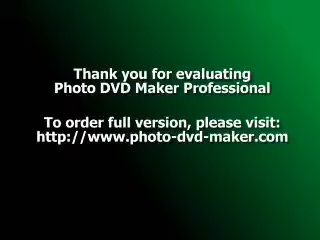 Thank you for evaluating
Photo DVD Maker Professional
To order full version, please visit:
http://www.photo-dvd-maker.com